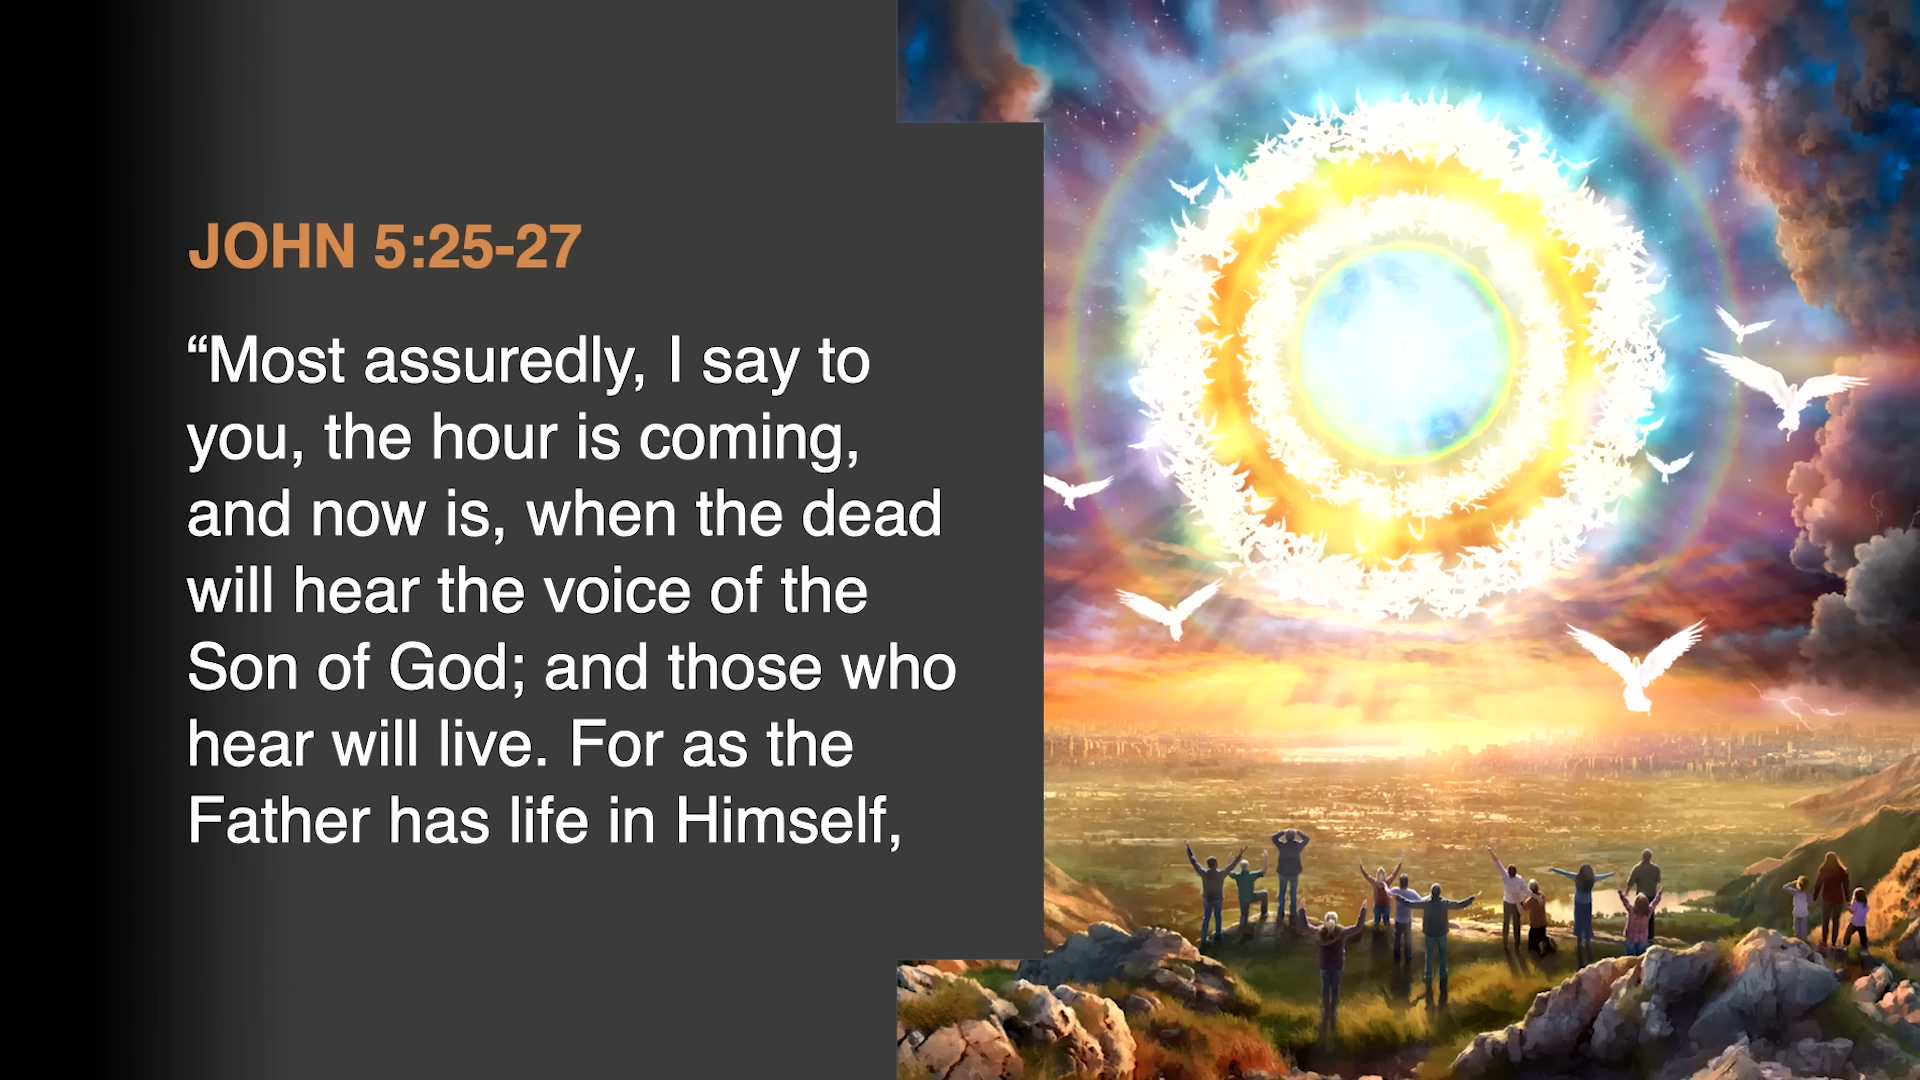 JOHN 5:25-27
“Most assuredly, I say to
you, the hour is coming,
and now is, when the dead
will hear the voice of the
Son of God; and those who
hear will live. For as the
Father has life in Himself,